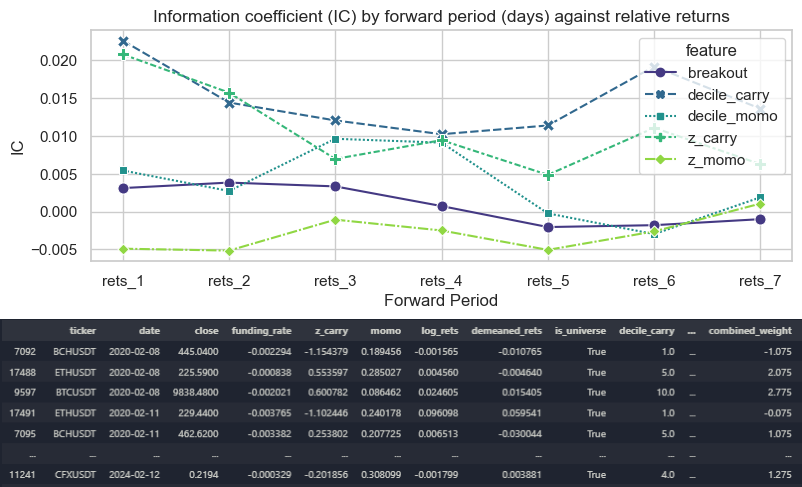 Information coefficient (IC) by forward period (days) against relative returns
feature
breakout
decile_carry
decile_momo
z_carry
z_momo
IC
0.020
0.015
0.010
0.005
0.000
−0.005
rets_1 rets_2 rets_3 rets_4 rets_5 rets_6 rets_7
Forward Period
ticker date close funding_rate z_carry momo log_rets demeaned_rets is_universe decile_carry ... combined_weight
7092 BCHUSDT 2020-02-08 445.0400 -0.002294 -1.154379 0.189456 -0.001565 -0.010765 True 1.0 ... -1.075
17488 ETHUSDT 2020-02-08 225.5900 -0.000838 0.553597 0.285027 0.004560 -0.004640 True 5.0 ... 2.075
9597 BTCUSDT 2020-02-08 9838.4800 -0.002021 0.600782 0.086462 0.024605 0.015405 True 10.0 ... 2.775
17491 ETHUSDT 2020-02-11 229.4400 -0.003765 -1.102446 0.240178 0.096098 0.059541 True 1.0 ... -0.075
7095 BCHUSDT 2020-02-11 462.6200 -0.003382 0.253802 0.207725 0.006513 -0.030044 True 5.0 ... 1.075
... ... ... ... ... ... ... ... ... ... ... ... ...
11241 CFXUSDT 2024-02-12 0.2194 -0.000329 -0.201856 0.308099 -0.001799 0.003881 True 4.0 ... 1.275